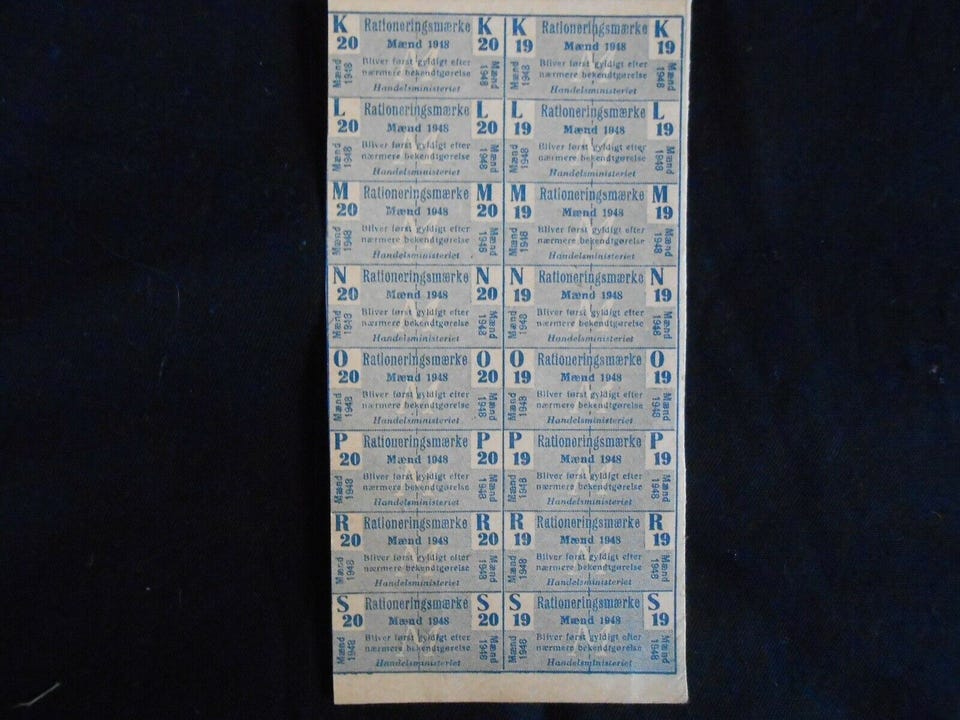 K Rationeringsmærke K
20 Mænd 1948 20
Mænd
1948
Bliver først gyldigt efter
nærmere bekendtgørelse
Handelsministeriet
Mænd
1948
K Rationeringsmærke K
19 Mænd 1948 19
Mænd
1948
Bliver først gyldigt efter
nærmere bekendtgørelse
Handelsministeriet
Mænd
1948
L Rationeringsmærke L
20 Mænd 1948 20
Mænd
1948
Bliver først gyldigt efter
nærmere bekendtgørelse
Handelsministeriet
Mænd
1948
L Rationeringsmærke L
19 Mænd 1948 19
Mænd
1948
Bliver først gyldigt efter
nærmere bekendtgørelse
Handelsministeriet
Mænd
1948
M Rationeringsmærke M
20 Mænd 1948 20
Mænd
1948
Bliver først gyldigt efter
nærmere bekendtgørelse
Handelsministeriet
Mænd
1948
M Rationeringsmærke M
19 Mænd 1948 19
Mænd
1948
Bliver først gyldigt efter
nærmere bekendtgørelse
Handelsministeriet
Mænd
1948
N Rationeringsmærke N
20 Mænd 1948 20
Mænd
1948
Bliver først gyldigt efter
nærmere bekendtgørelse
Handelsministeriet
Mænd
1948
N Rationeringsmærke N
19 Mænd 1948 19
Mænd
1948
Bliver først gyldigt efter
nærmere bekendtgørelse
Handelsministeriet
Mænd
1948
O Rationeringsmærke O
20 Mænd 1948 20
Mænd
1948
Bliver først gyldigt efter
nærmere bekendtgørelse
Handelsministeriet
Mænd
1948
O Rationeringsmærke O
19 Mænd 1948 19
Mænd
1948
Bliver først gyldigt efter
nærmere bekendtgørelse
Handelsministeriet
Mænd
1948
P Rationeringsmærke P
20 Mænd 1948 20
Mænd
1948
Bliver først gyldigt efter
nærmere bekendtgørelse
Handelsministeriet
Mænd
1948
P Rationeringsmærke P
19 Mænd 1948 19
Mænd
1948
Bliver først gyldigt efter
nærmere bekendtgørelse
Handelsministeriet
Mænd
1948
R Rationeringsmærke R
20 Mænd 1948 20
Mænd
1948
Bliver først gyldigt efter
nærmere bekendtgørelse
Handelsministeriet
Mænd
1948
R Rationeringsmærke R
19 Mænd 1948 19
Mænd
1948
Bliver først gyldigt efter
nærmere bekendtgørelse
Handelsministeriet
Mænd
1948
S Rationeringsmærke S
20 Mænd 1948 20
Mænd
1948
Bliver først gyldigt efter
nærmere bekendtgørelse
Handelsministeriet
Mænd
1948
S Rationeringsmærke S
19 Mænd 1948 19
Mænd
1948
Bliver først gyldigt efter
nærmere bekendtgørelse
Handelsministeriet
Mænd
1948